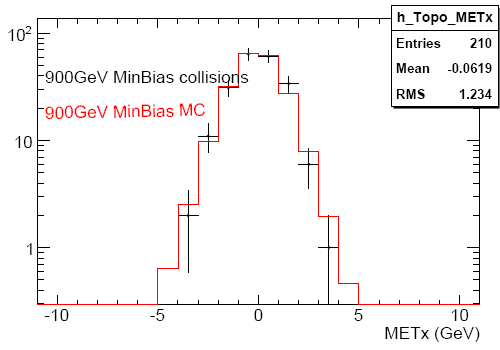 h_Topo_METx
Entries 210
Mean -0.0619
RMS 1.234
10²
900GeV MinBias collisions
900GeV MinBias MC
10
1
-10 -5 0 5 10
METx (GeV)